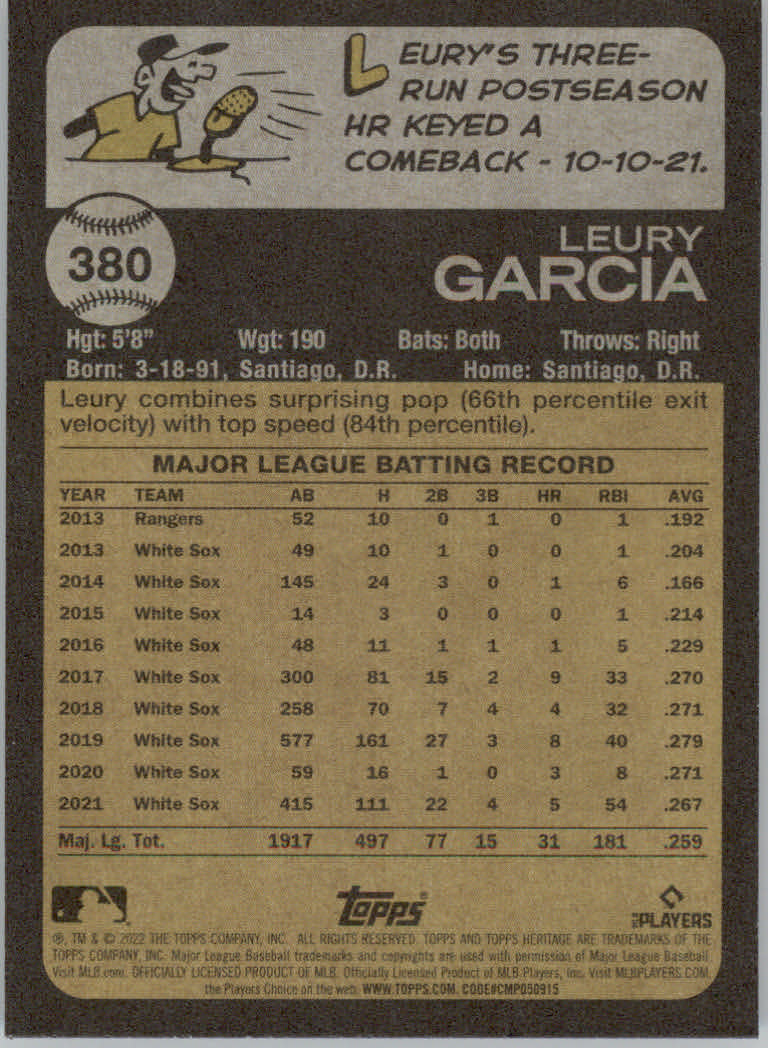 LEURY'S THREE-
RUN POSTSEASON
HR KEYED A
COMEBACK - 10-10-21.
380
LEURY
GARCIA
Hgt: 5'8" Wgt: 190 Bats: Both Throws: Right
Born: 3-18-91, Santiago, D.R. Home: Santiago, D.R.
Leury combines surprising pop (66th percentile exit
velocity) with top speed (84th percentile).
MAJOR LEAGUE BATTING RECORD
YEAR TEAM AB H 2B 3B HR RBI AVG
2013 Rangers 52 10 0 1 0 1 .192
2013 White Sox 49 10 1 0 0 1 .204
2014 White Sox 145 24 3 0 1 6 .166
2015 White Sox 14 3 0 0 0 1 .214
2016 White Sox 48 11 1 1 1 5 .229
2017 White Sox 300 81 15 2 9 33 .270
2018 White Sox 258 70 7 4 4 32 .271
2019 White Sox 577 161 27 3 8 40 .279
2020 White Sox 59 16 1 0 3 8 .271
2021 White Sox 415 111 22 4 5 54 .267
Maj. Lg. Tot. 1917 497 77 15 31 181 .259
Topps®
MLB PLAYERS
®, TM & © 2022 THE TOPPS COMPANY, INC. ALL RIGHTS RESERVED. TOPPS AND TOPPS HERITAGE ARE TRADEMARKS OF THE
TOPPS COMPANY, INC. Major League Baseball trademarks and copyrights are used with permission of Major League Baseball.
Visit MLB.com. OFFICIALLY LICENSED PRODUCT OF MLB. Officially Licensed Product of MLB Players, Inc. Visit MLBPLAYERS.COM,
the Players Choice on the web. WWW.TOPPS.COM. CODE#CMP050915